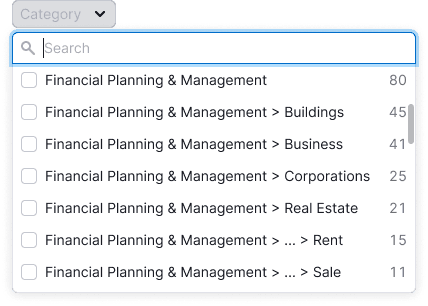 Category
Search
Financial Planning & Management 80
Financial Planning & Management > Buildings 45
Financial Planning & Management > Business 41
Financial Planning & Management > Corporations 25
Financial Planning & Management > Real Estate 21
Financial Planning & Management > ... > Rent 15
Financial Planning & Management > ... > Sale 11